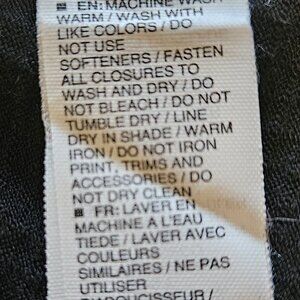 EN: MACHINE WASH
WARM / WASH WITH
LIKE COLORS / DO
NOT USE
SOFTENERS / FASTEN
ALL CLOSURES TO
WASH AND DRY / DO
NOT BLEACH / DO NOT
TUMBLE DRY / LINE
DRY IN SHADE / WARM
IRON / DO NOT IRON
PRINT, TRIMS AND
ACCESSORIES / DO
NOT DRY CLEAN
FR: LAVER EN
MACHINE A L'EAU
TIEDE / LAVER AVEC
COULEURS
SIMILAIRES / NE PAS
UTILISER
D'ADOUCISSEUR /